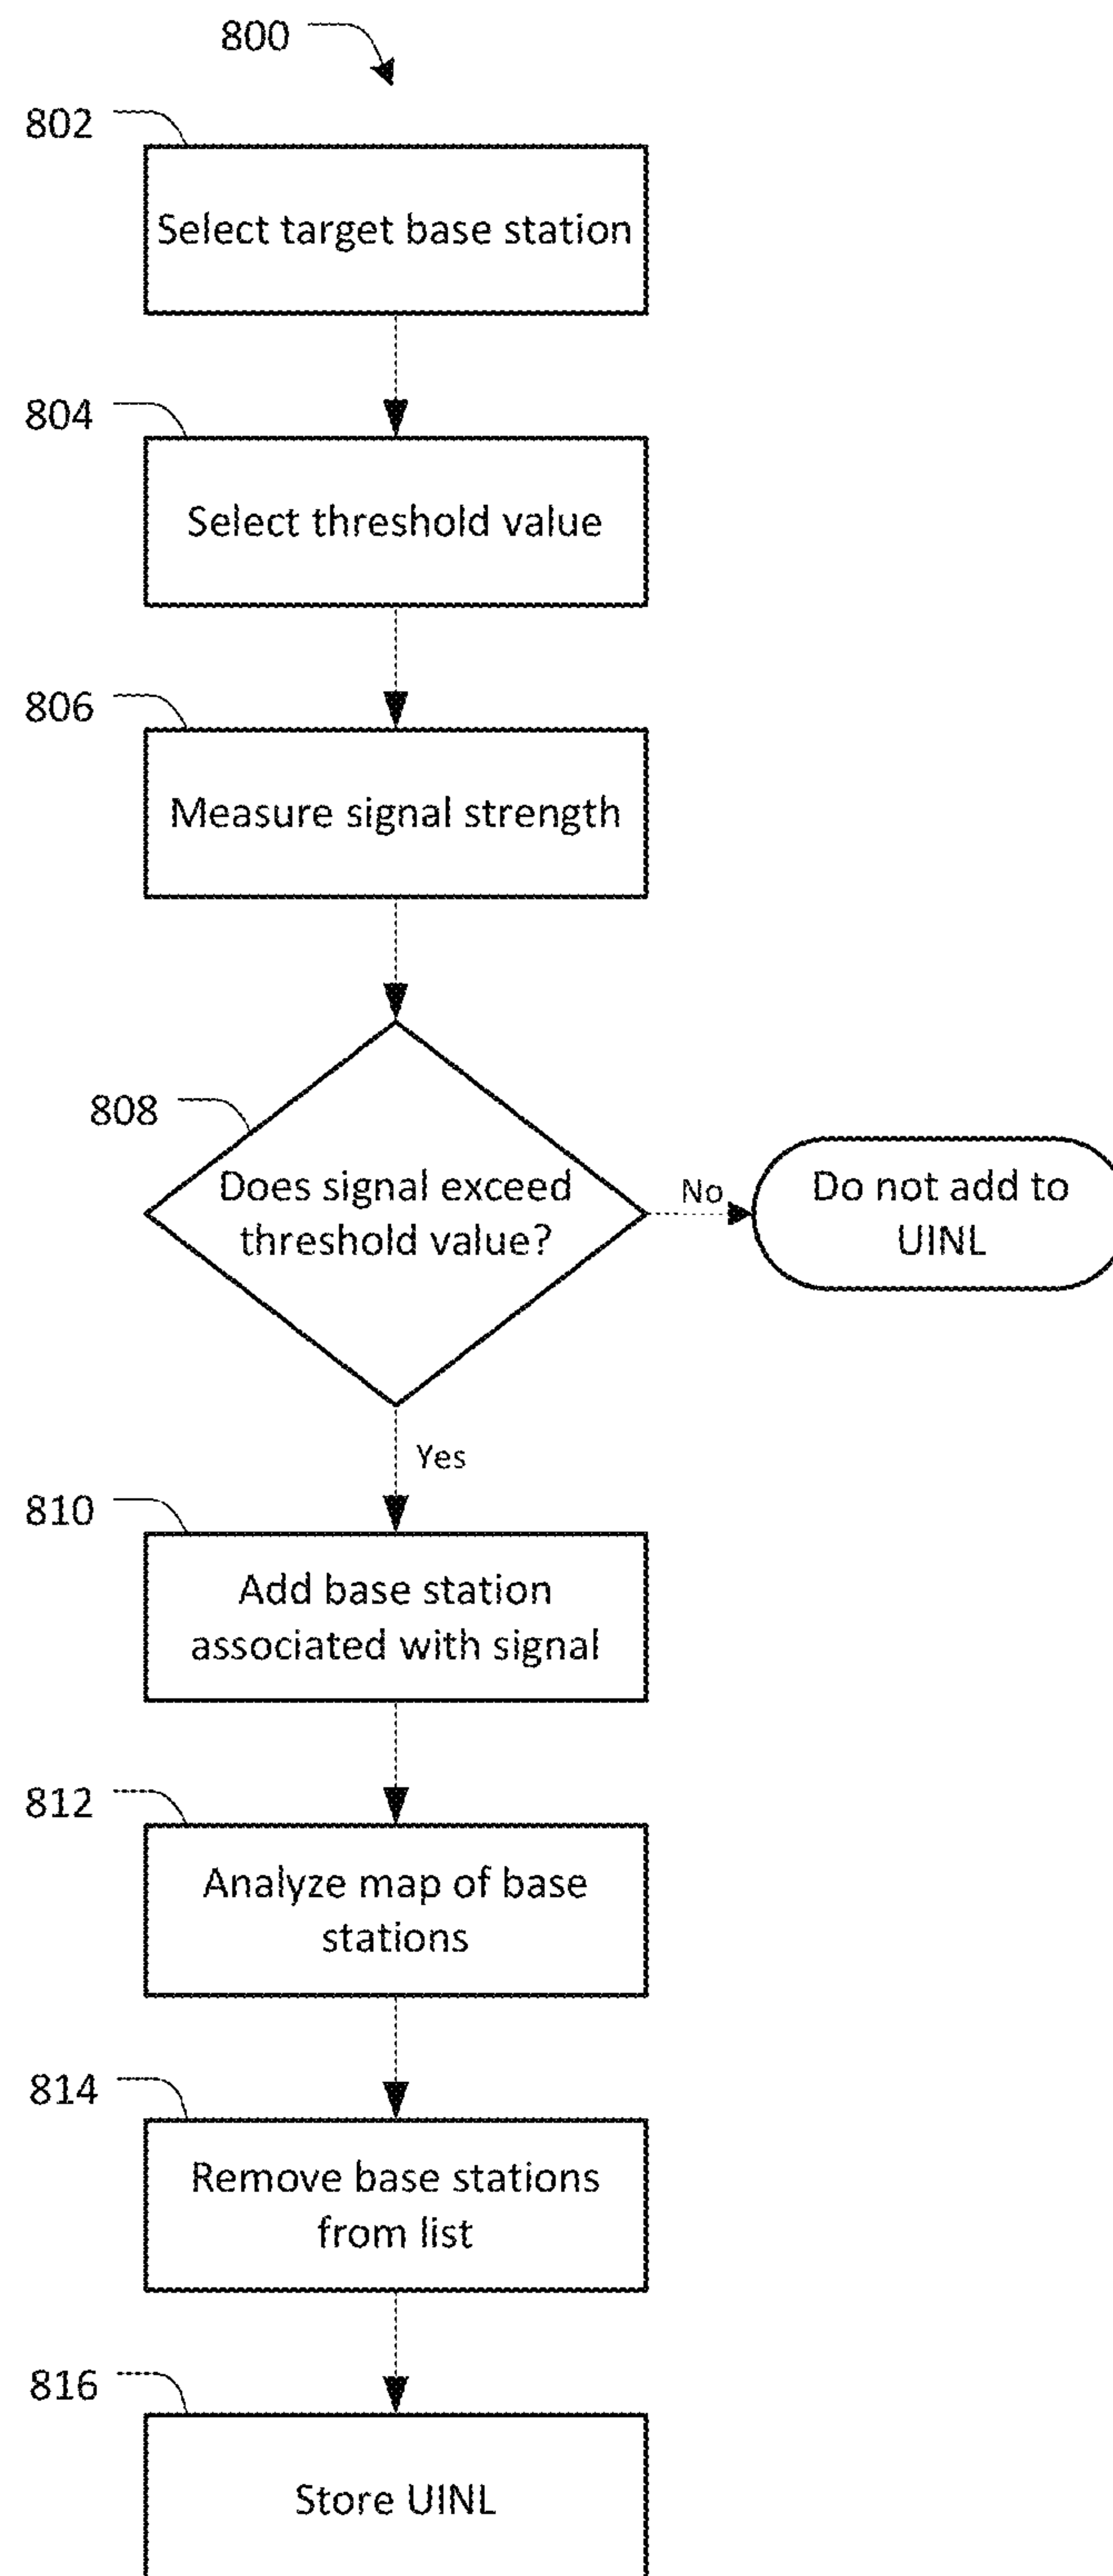 800
802
Select target base station
804
Select threshold value
806
Measure signal strength
808
Does signal exceed
threshold value?
No
Do not add to
UINL
Yes
810
Add base station
associated with signal
812
Analyze map of base
stations
814
Remove base stations
from list
816
Store UINL